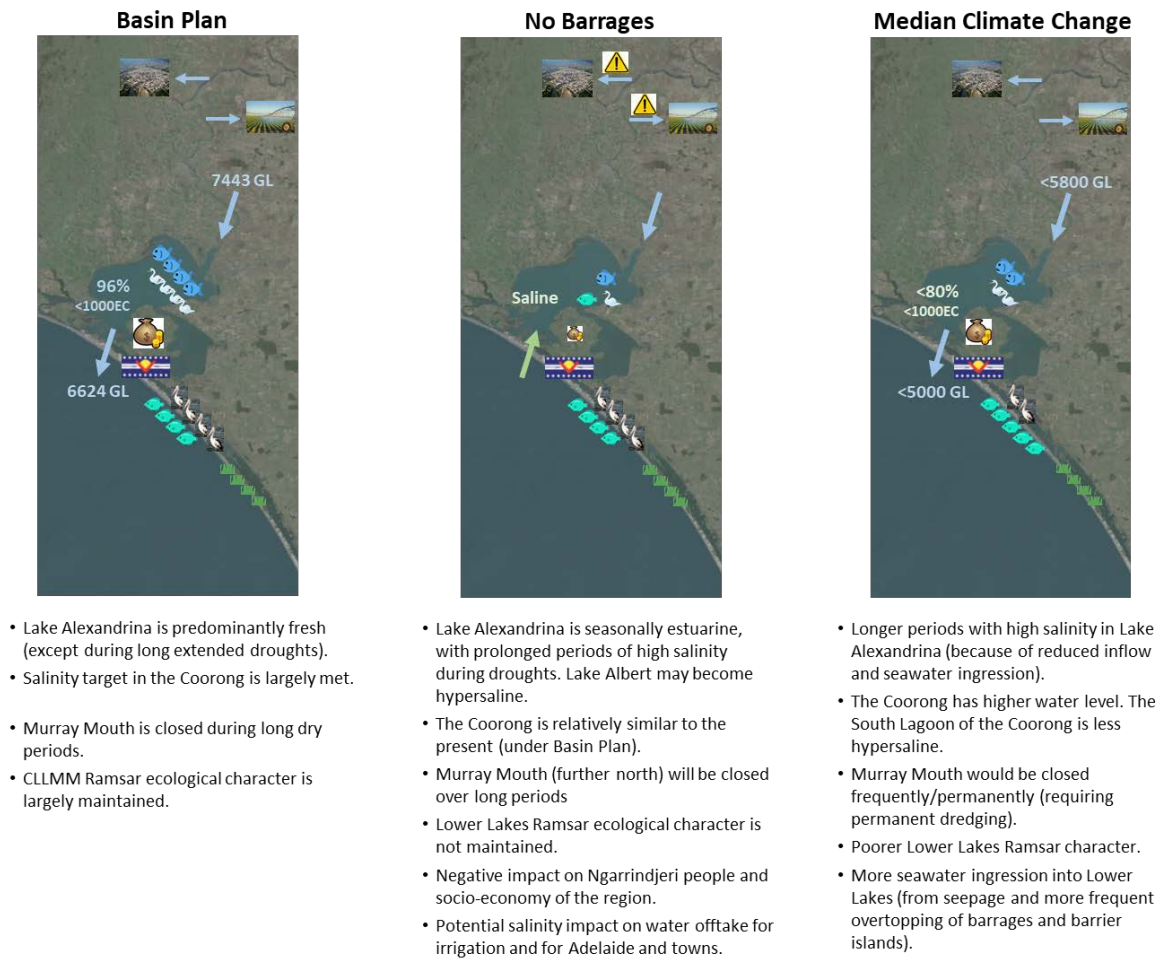 Basin Plan
7443 GL
96%
<1000EC
6624 GL
• Lake Alexandrina is predominantly fresh
(except during long extended droughts).
• Salinity target in the Coorong is largely met.
• Murray Mouth is closed during long dry
periods.
• CLLMM Ramsar ecological character is
largely maintained.
No Barrages
Saline
• Lake Alexandrina is seasonally estuarine,
with prolonged periods of high salinity
during droughts. Lake Albert may become
hypersaline.
• The Coorong is relatively similar to the
present (under Basin Plan).
• Murray Mouth (further north) will be closed
over long periods
• Lower Lakes Ramsar ecological character is
not maintained.
• Negative impact on Ngarrindjeri people and
socio-economy of the region.
• Potential salinity impact on water offtake for
irrigation and for Adelaide and towns.
Median Climate Change
<5800 GL
<80%
<1000EC
<5000 GL
• Longer periods with high salinity in Lake
Alexandrina (because of reduced inflow
and seawater ingression).
• The Coorong has higher water level. The
South Lagoon of the Coorong is less
hypersaline.
• Murray Mouth would be closed
frequently/permanently (requiring
permanent dredging).
• Poorer Lower Lakes Ramsar character.
• More seawater ingression into Lower
Lakes (from seepage and more frequent
overtopping of barrages and barrier
islands).